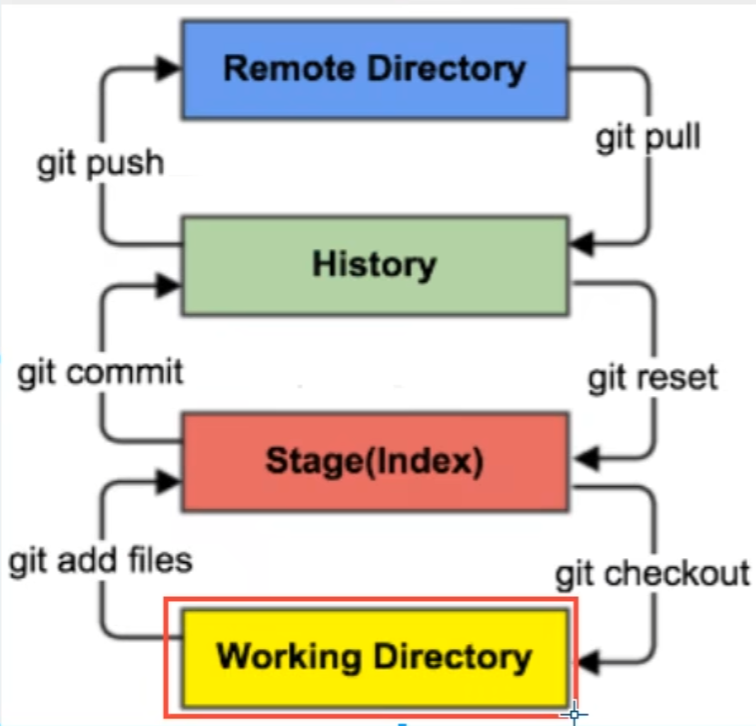 Remote Directory
git push
git pull
History
git commit
git reset
Stage(Index)
git add files
git checkout
Working Directory